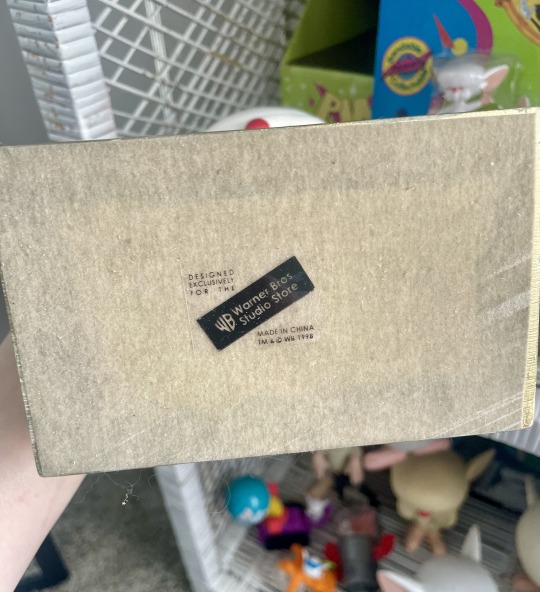 DESIGNED
EXCLUSIVELY
FOR THE
WB Warner Bros
Studio Store
MADE IN CHINA
TM & © WB 1998